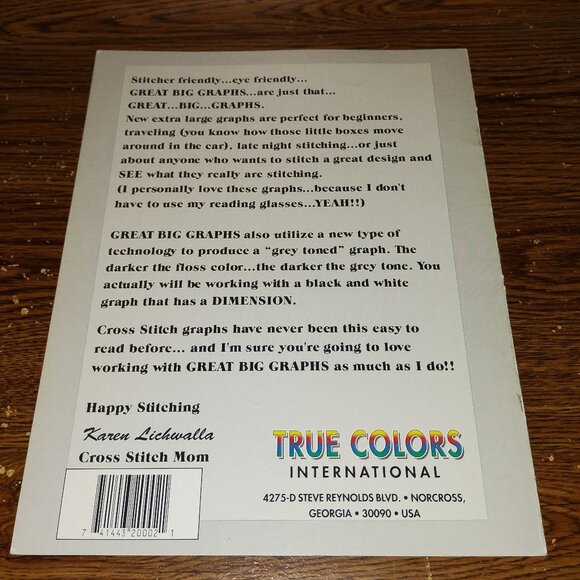 Stitcher friendly...eye friendly...
GREAT BIG GRAPHS...are just that...
GREAT...BIG...GRAPHS.
New extra large graphs are perfect for beginners,
traveling (you know how those little boxes move
around in the car), late night stitching...or just
about anyone who wants to stitch a great design and
SEE what they really are stitching.
(I personally love these graphs...because I don't
have to use my reading glasses...YEAH!!)
GREAT BIG GRAPHS also utilize a new type of
technology to produce a "grey toned" graph. The
darker the floss color...the darker the grey tone. You
actually will be working with a black and white
graph that has a DIMENSION.
Cross Stitch graphs have never been this easy to
read before... and I'm sure you're going to love
working with GREAT BIG GRAPHS as much as I do!!
Happy Stitching
Karen Lichwalla
Cross Stitch Mom
TRUE COLORS
INTERNATIONAL
4275-D STEVE REYNOLDS BLVD. • NORCROSS,
GEORGIA • 30090 • USA
7 41443 20002 1